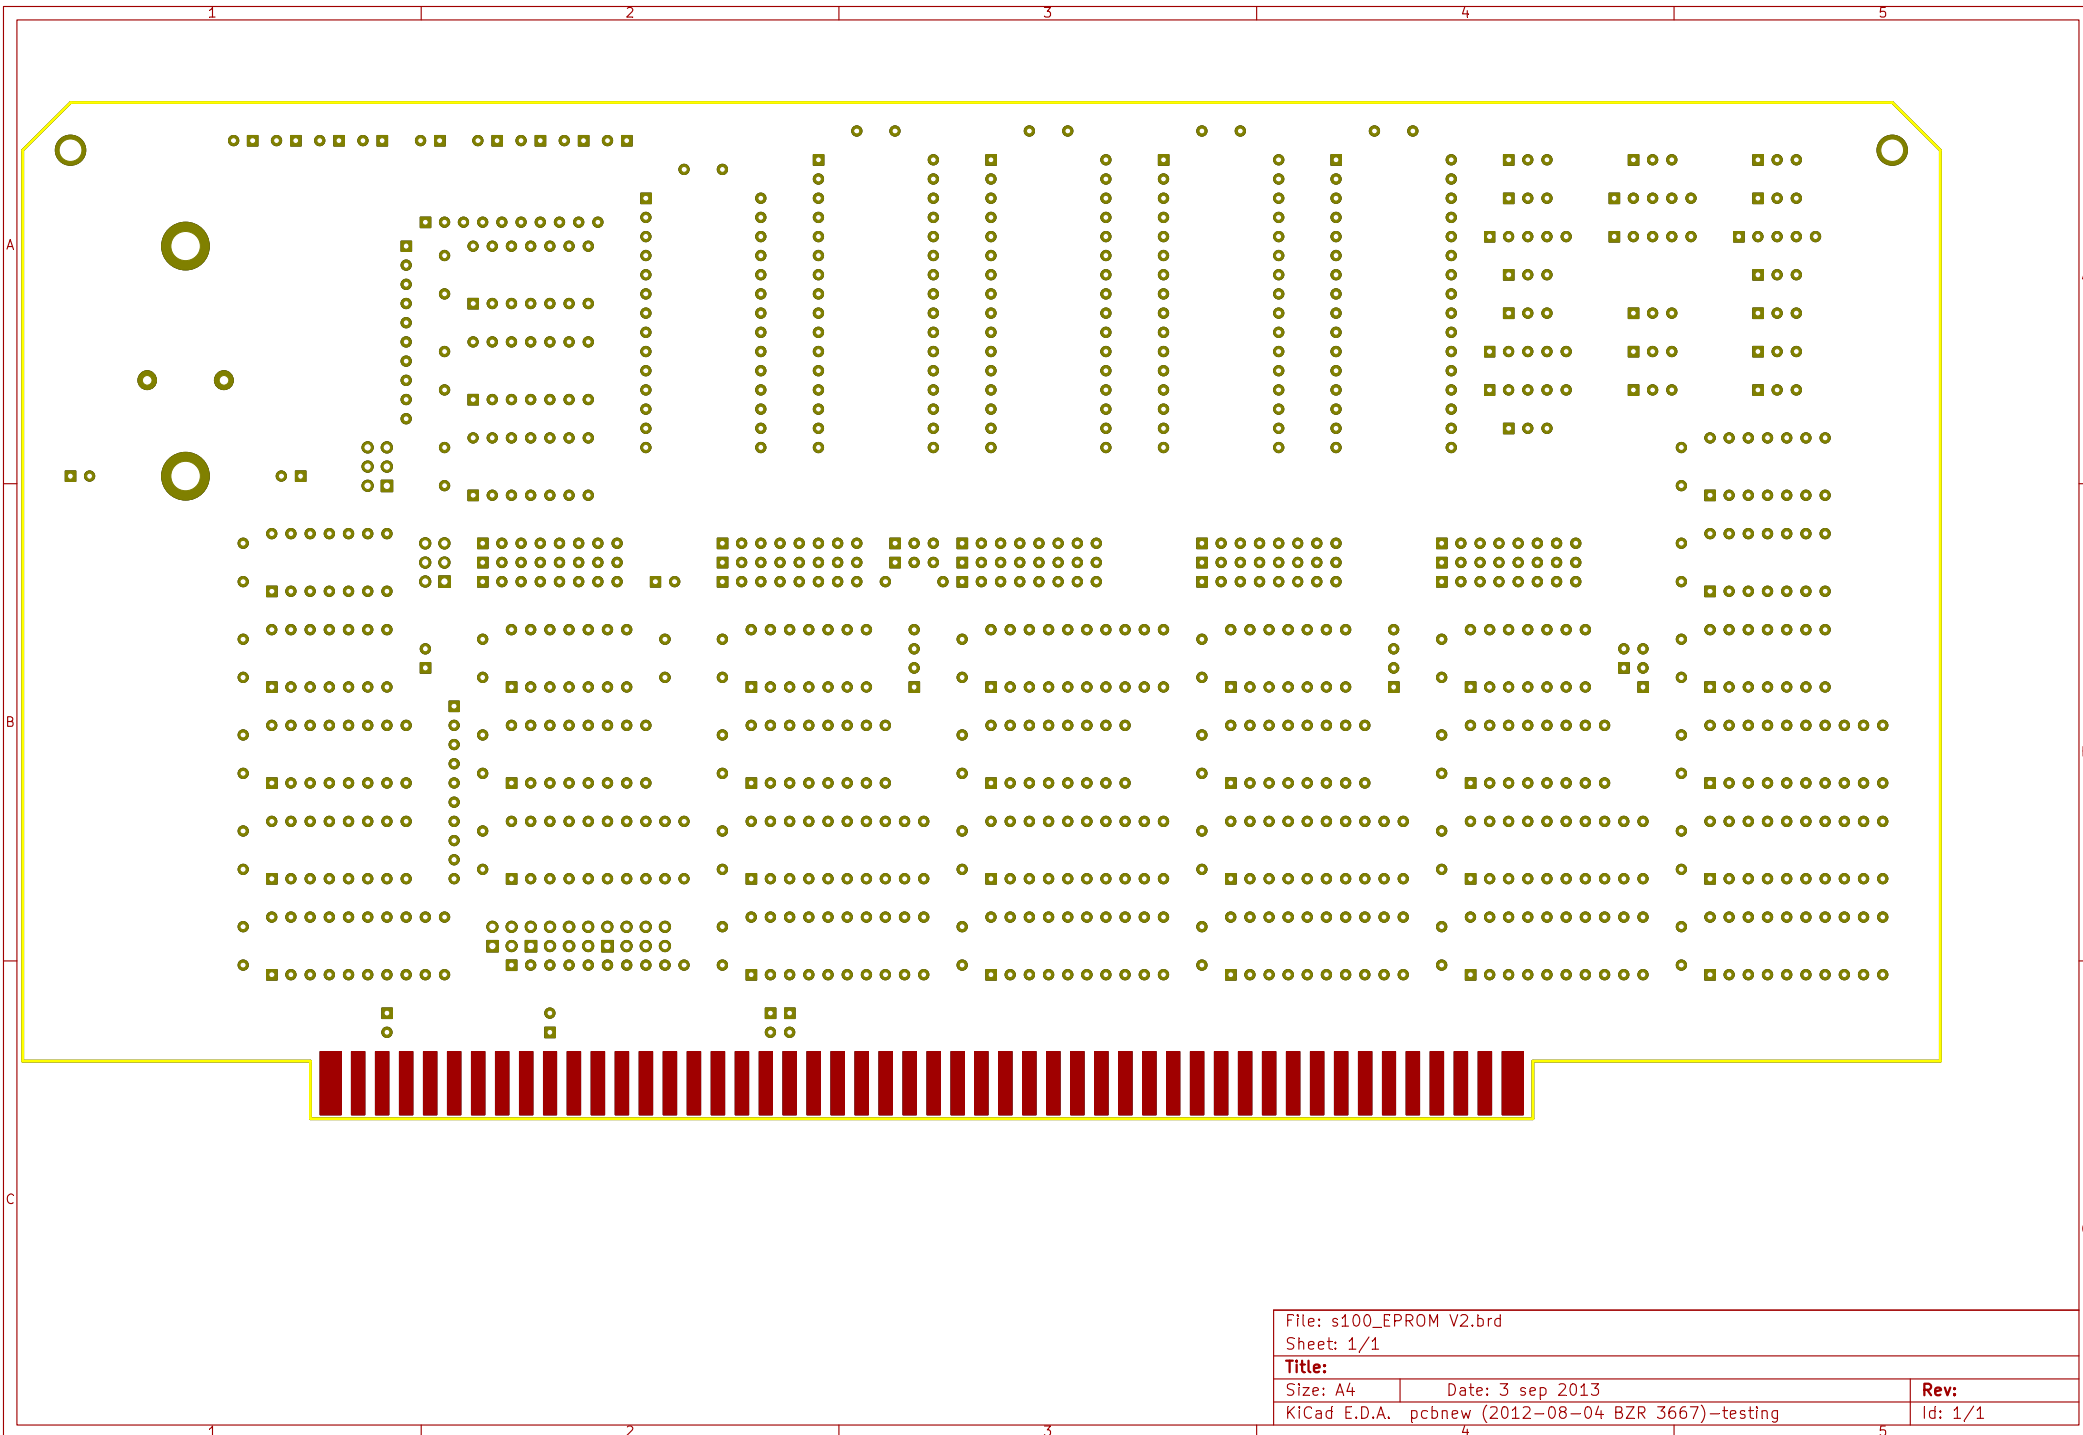 1 2 3 4 5
A
B
C
File: s100_EPROM V2.brd
Sheet: 1/1
Title:
Size: A4 Date: 3 sep 2013 Rev:
KiCad E.D.A. pcbnew (2012-08-04 BZR 3667)-testing Id: 1/1
1 2 3 4 5